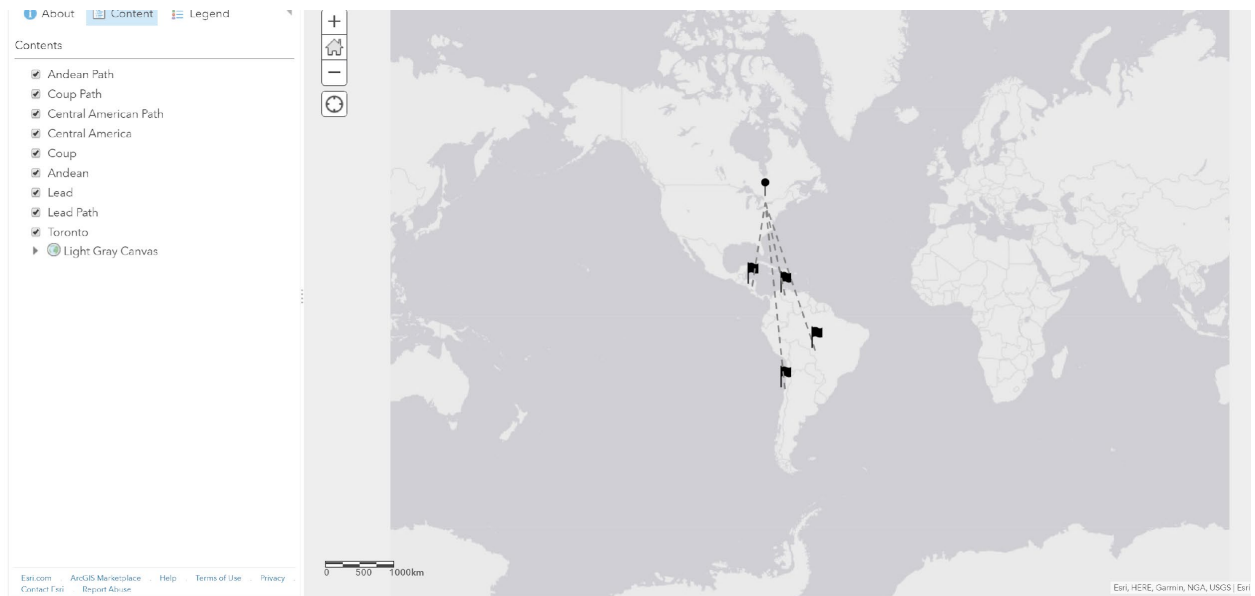 About Content Legend
Contents
Andean Path
Coup Path
Central American Path
Central America
Coup
Andean
Lead
Lead Path
Toronto
Light Gray Canvas
Esri.com . ArcGIS Marketplace . Help . Terms of Use . Privacy .
Contact Esri . Report Abuse
+
−
0 500 1000km
Esri, HERE, Garmin, NGA, USGS | Esri